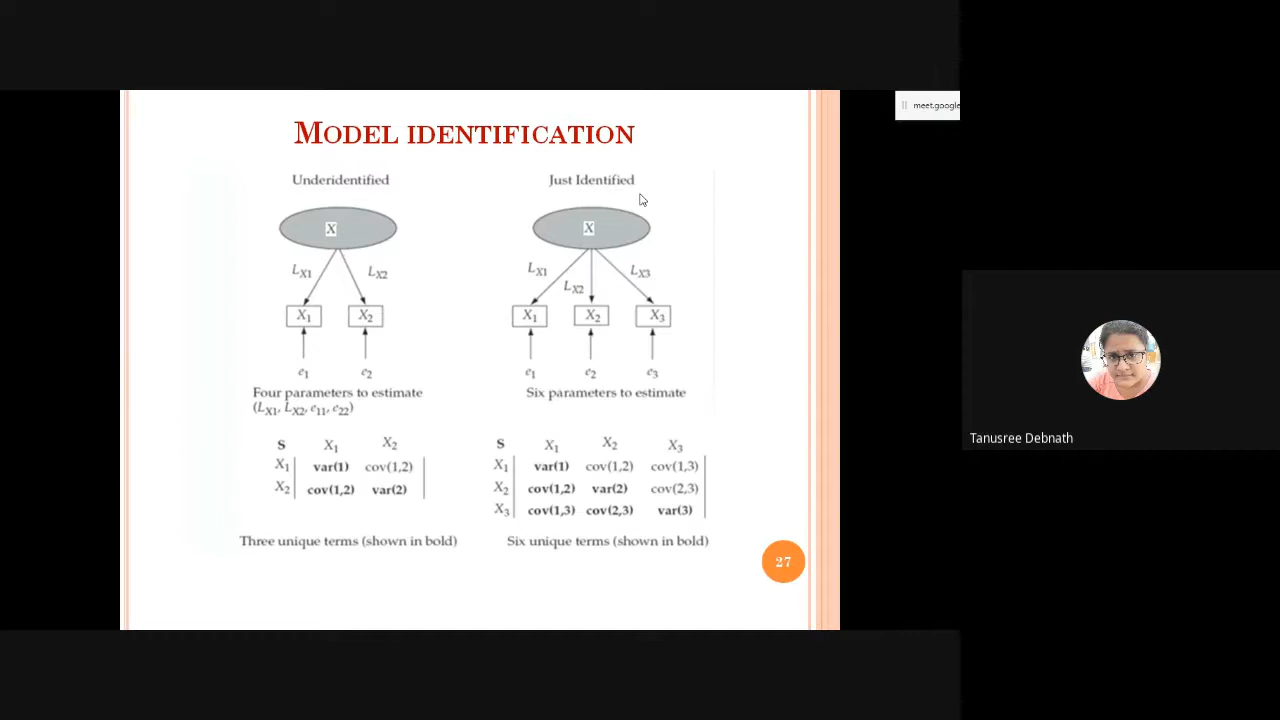 MODEL IDENTIFICATION
meet.google
Underidentified
Just Identified
X
X
LX1
LX2
LX1
LX2
LX3
X1
X2
X1
X2
X3
e1
e2
e1
e2
e3
Four parameters to estimate
(LX1, LX2, e11, e22)
Six parameters to estimate
S X1 X2
X1 var(1) cov(1,2)
X2 cov(1,2) var(2)
S X1 X2 X3
X1 var(1) cov(1,2) cov(1,3)
X2 cov(1,2) var(2) cov(2,3)
X3 cov(1,3) cov(2,3) var(3)
Three unique terms (shown in bold)
Six unique terms (shown in bold)
27
Tanusree Debnath